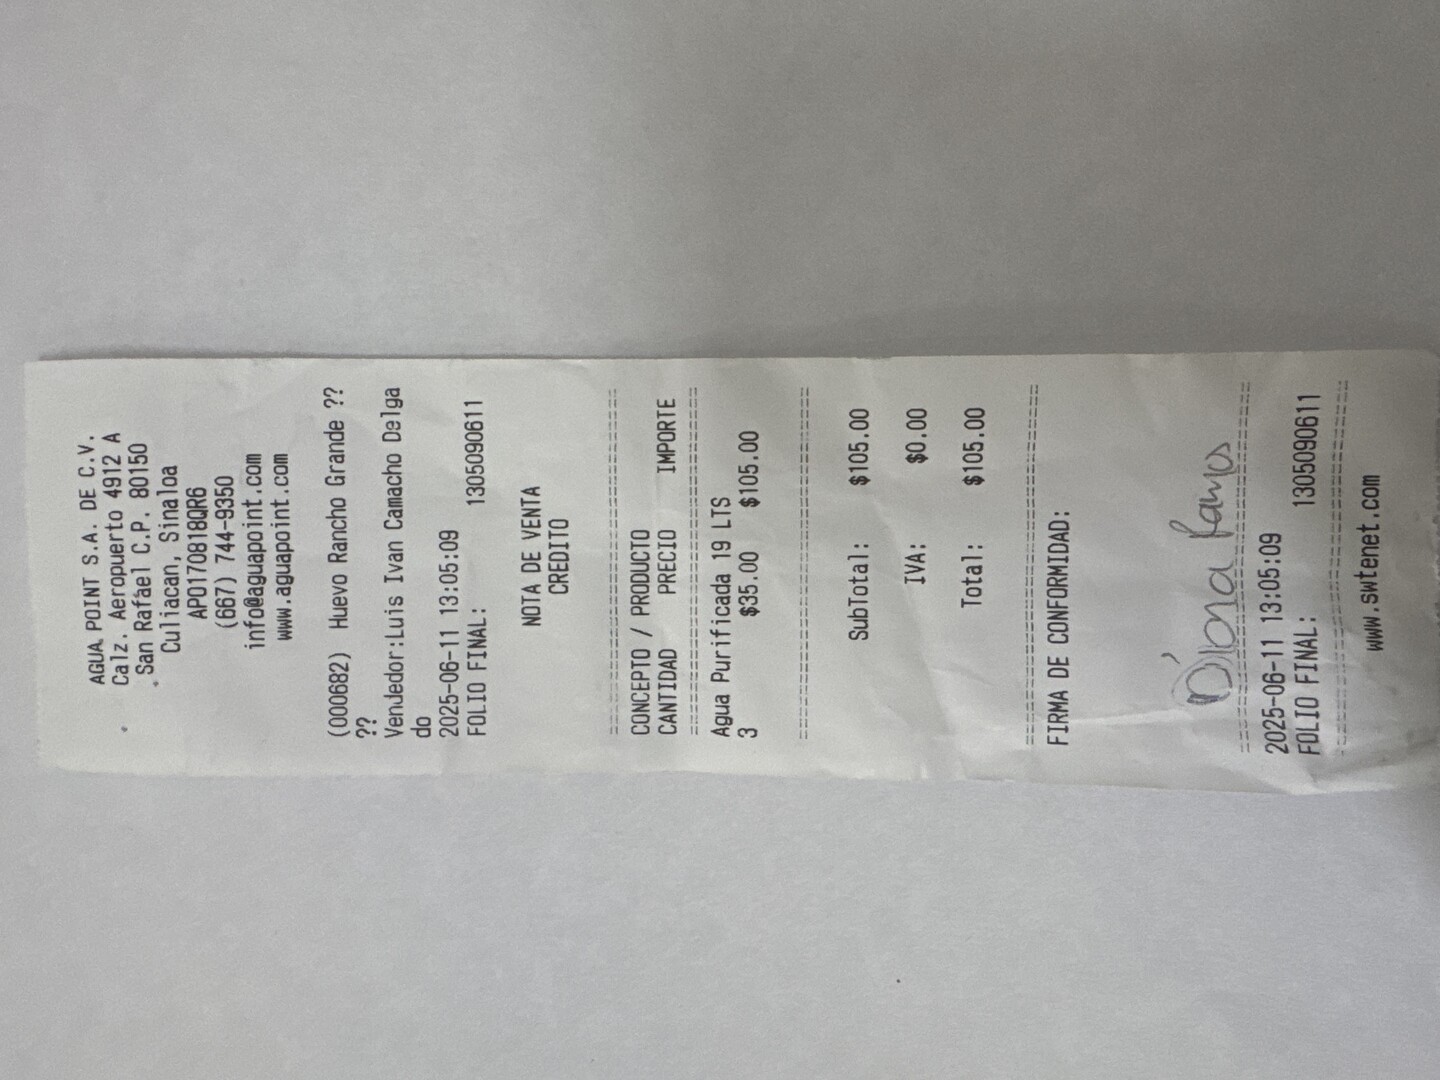 AGUA POINT S.A. DE C.V.
Calz. Aeropuerto 4912 A
San Rafael C.P. 80150
Culiacan, Sinaloa
APO170818QR6
(667) 744-9350
info@aguapoint.com
www.aguapoint.com
(000682) Huevo Rancho Grande ??
??
Vendedor:Luis Ivan Camacho Delga
do
2025-06-11 13:05:09
FOLIO FINAL: 1305090611
NOTA DE VENTA
CREDITO
CONCEPTO / PRODUCTO
CANTIDAD PRECIO IMPORTE
Agua Purificada 19 LTS
3 $35.00 $105.00
SubTotal: $105.00
IVA: $0.00
Total: $105.00
FIRMA DE CONFORMIDAD:
Diana Ramos
2025-06-11 13:05:09
FOLIO FINAL: 1305090611
www.swtenet.com